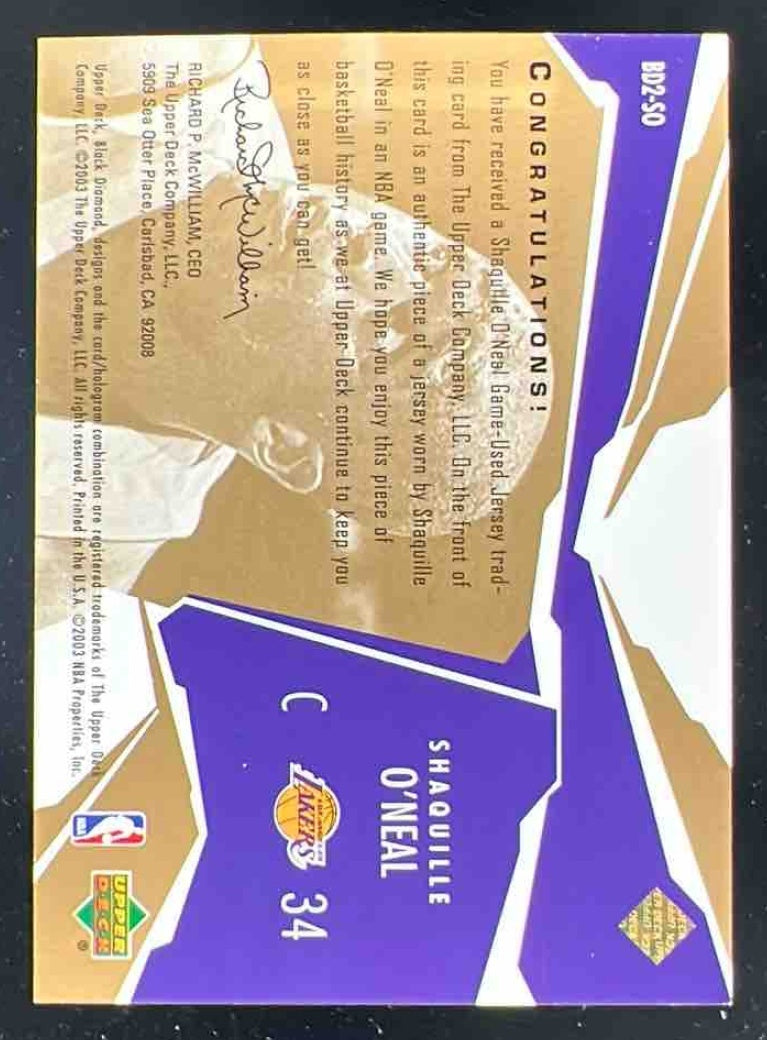 BD2-SO
CONGRATULATIONS!
You have received a Shaquille O'Neal Game-Used Jersey trad-
ing card from The Upper Deck Company, LLC. On the front of
this card is an authentic piece of a jersey worn by Shaquille
O'Neal in an NBA game. We hope you enjoy this piece of
basketball history as we at Upper Deck continue to keep you
as close as you can get!
Richard P. McWilliam
RICHARD P. McWILLIAM, CEO
The Upper Deck Company, LLC.,
5909 Sea Otter Place, Carlsbad, CA 92008
Upper Deck, Black Diamond, designs and the card/hologram combination are registered trademarks of The Upper Deck
Company, LLC. ©2003 The Upper Deck Company, LLC. All rights reserved. Printed in the U.S.A. ©2003 NBA Properties, Inc.
SHAQUILLE
O'NEAL
C
LOS ANGELES
LAKERS
34
NBA
UPPER
DECK
®